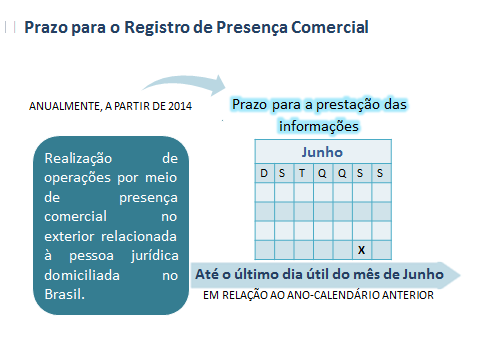 Prazo para o Registro de Presença Comercial
ANUALMENTE, A PARTIR DE 2014
Prazo para a prestação das
informações
Realização de
operações por meio
de presença
comercial no
exterior relacionada
à pessoa jurídica
domiciliada no
Brasil.
Junho
D S T Q Q S S
X
Até o último dia útil do mês de Junho
EM RELAÇÃO AO ANO-CALENDÁRIO ANTERIOR